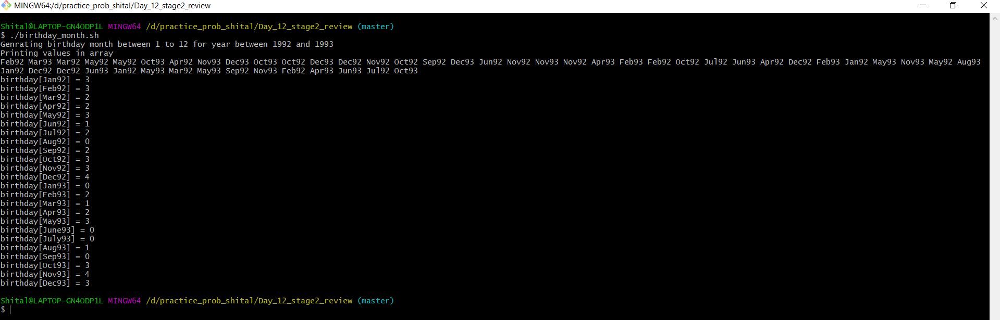 MINGW64:/d/practice_prob_shital/Day_12_stage2_review
Shital@LAPTOP-GN4ODP1L MINGW64 /d/practice_prob_shital/Day_12_stage2_review (master)
$ ./birthday_month.sh
Genrating birthday month between 1 to 12 for year between 1992 and 1993
Printing values in array
Feb92 Mar93 Mar92 May92 May92 Oct93 Apr92 Nov93 Dec93 Oct93 Oct92 Dec93 Dec92 Nov92 Oct92 Sep92 Dec93 Jun92 Nov92 Nov93 Nov92 Apr93 Feb93 Feb92 Oct92 Jul92 Jun93 Apr92 Dec92 Feb93 Jan92 May93 Nov93 May92 Aug93
Jan92 Dec92 Dec92 Jun93 Jan92 May93 Mar92 May93 Sep92 Nov93 Feb92 Apr93 Jun93 Jul92 Oct93
birthday[Jan92] = 3
birthday[Feb92] = 3
birthday[Mar92] = 2
birthday[Apr92] = 2
birthday[May92] = 3
birthday[Jun92] = 1
birthday[Jul92] = 2
birthday[Aug92] = 0
birthday[Sep92] = 2
birthday[Oct92] = 3
birthday[Nov92] = 3
birthday[Dec92] = 4
birthday[Jan93] = 0
birthday[Feb93] = 2
birthday[Mar93] = 1
birthday[Apr93] = 2
birthday[May93] = 3
birthday[June93] = 0
birthday[July93] = 0
birthday[Aug93] = 1
birthday[Sep93] = 0
birthday[Oct93] = 3
birthday[Nov93] = 4
birthday[Dec93] = 3
Shital@LAPTOP-GN4ODP1L MINGW64 /d/practice_prob_shital/Day_12_stage2_review (master)
$